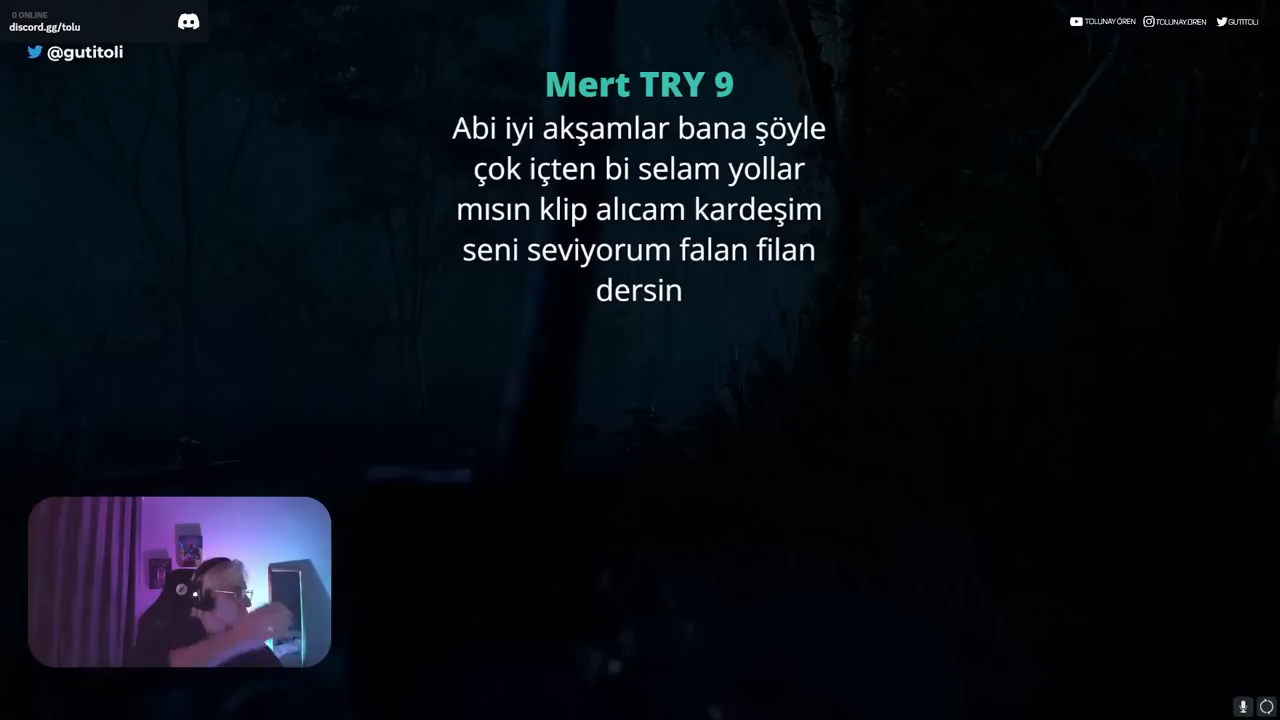 0 ONLINE
discord.gg/tolu
@gutitoli
TOLUNAY ÖREN
TOLUNAY.OREN
GUTITOLI
Mert TRY 9
Abi iyi akşamlar bana şöyle
çok içten bi selam yollar
mısın klip alıcam kardeşim
seni seviyorum falan filan
dersin